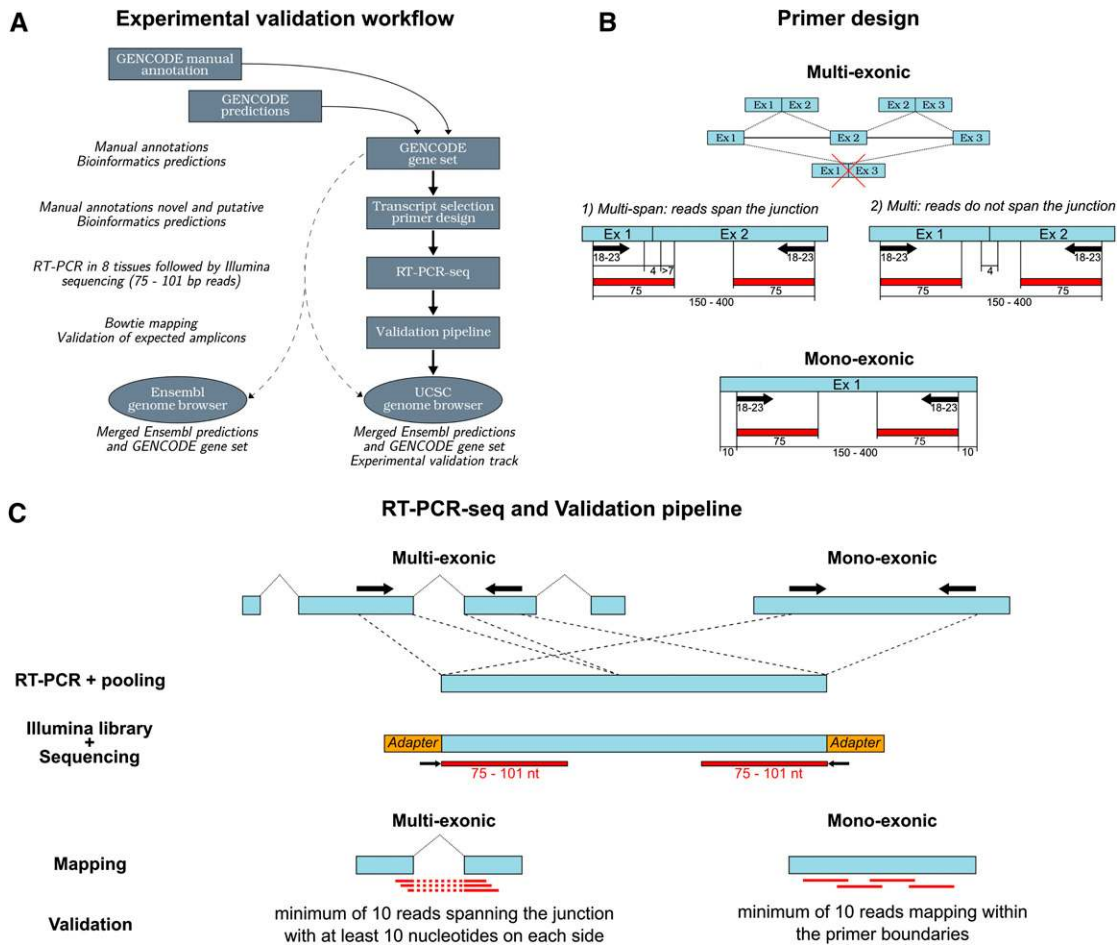 A
Experimental validation workflow
GENCODE manual
annotation
GENCODE
predictions
Manual annotations
Bioinformatics predictions
GENCODE
gene set
Manual annotations novel and putative
Bioinformatics predictions
Transcript selection
primer design
RT-PCR in 8 tissues followed by Illumina
sequencing (75 - 101 bp reads)
RT-PCR-seq
Bowtie mapping
Validation of expected amplicons
Validation pipeline
Ensembl
genome browser
UCSC
genome browser
Merged Ensembl predictions
and GENCODE gene set
Merged Ensembl predictions
and GENCODE gene set
Experimental validation track
B
Primer design
Multi-exonic
Ex 1 Ex 2
Ex 2 Ex 3
Ex 1
Ex 2
Ex 3
Ex 1 Ex 3
1) Multi-span: reads span the junction
Ex 1 Ex 2
18-23
4 >7
18-23
75
75
150 - 400
2) Multi: reads do not span the junction
Ex 1 Ex 2
18-23
4
18-23
75
75
150 - 400
Mono-exonic
Ex 1
18-23
18-23
75
75
10
150 - 400
10
C
RT-PCR-seq and Validation pipeline
Multi-exonic
Mono-exonic
RT-PCR + pooling
Illumina library
+
Sequencing
Adapter
Adapter
75 - 101 nt
75 - 101 nt
Multi-exonic
Mono-exonic
Mapping
Validation
minimum of 10 reads spanning the junction
with at least 10 nucleotides on each side
minimum of 10 reads mapping within
the primer boundaries